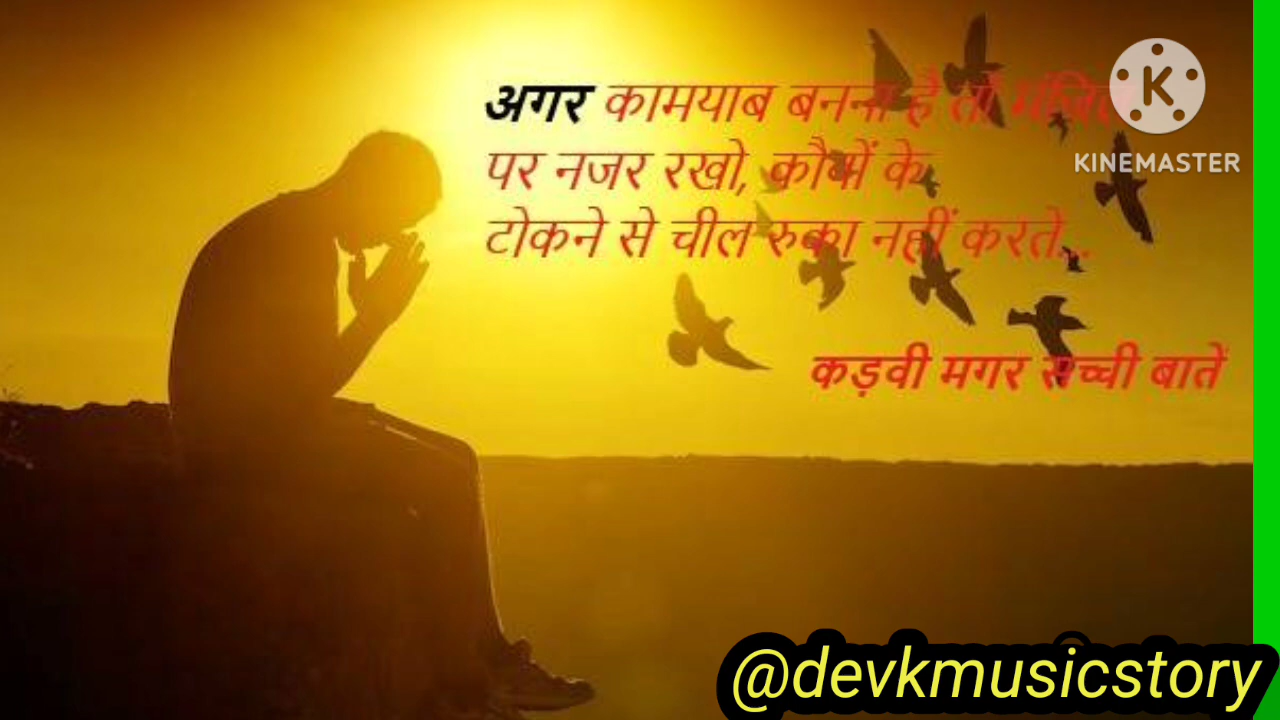 अगर कामयाब बनना है तो मंजिल
पर नजर रखो, कौवों के
टोकने से चील रुका नहीं करते...
कड़वी मगर सच्ची बातें
K
KINEMASTER
@devkmusicstory